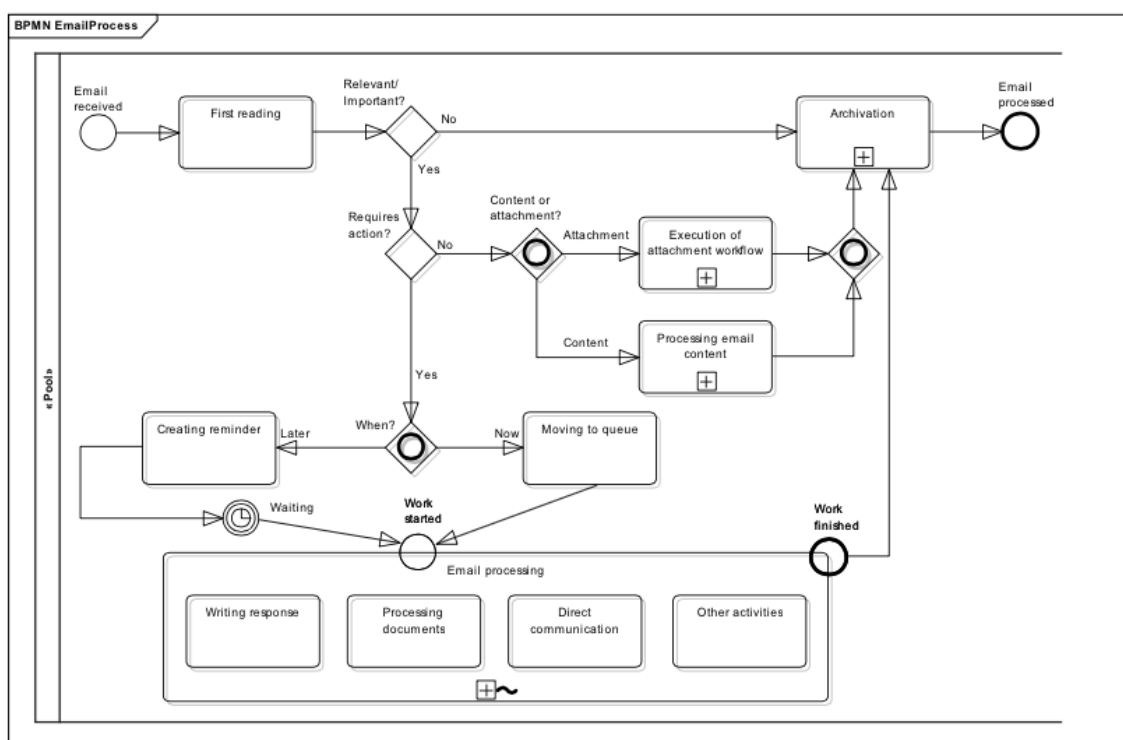 BPMN EmailProcess
«Pool»
Email
received
First reading
Relevant/
Important?
No
Archivation
Email
processed
Yes
Requires
action?
No
Content or
attachment?
Attachment
Execution of
attachment workflow
Content
Processing email
content
Yes
Creating reminder
Later
When?
Now
Moving to queue
Waiting
Work
started
Work
finished
Email processing
Writing response
Processing
documents
Direct
communication
Other activities